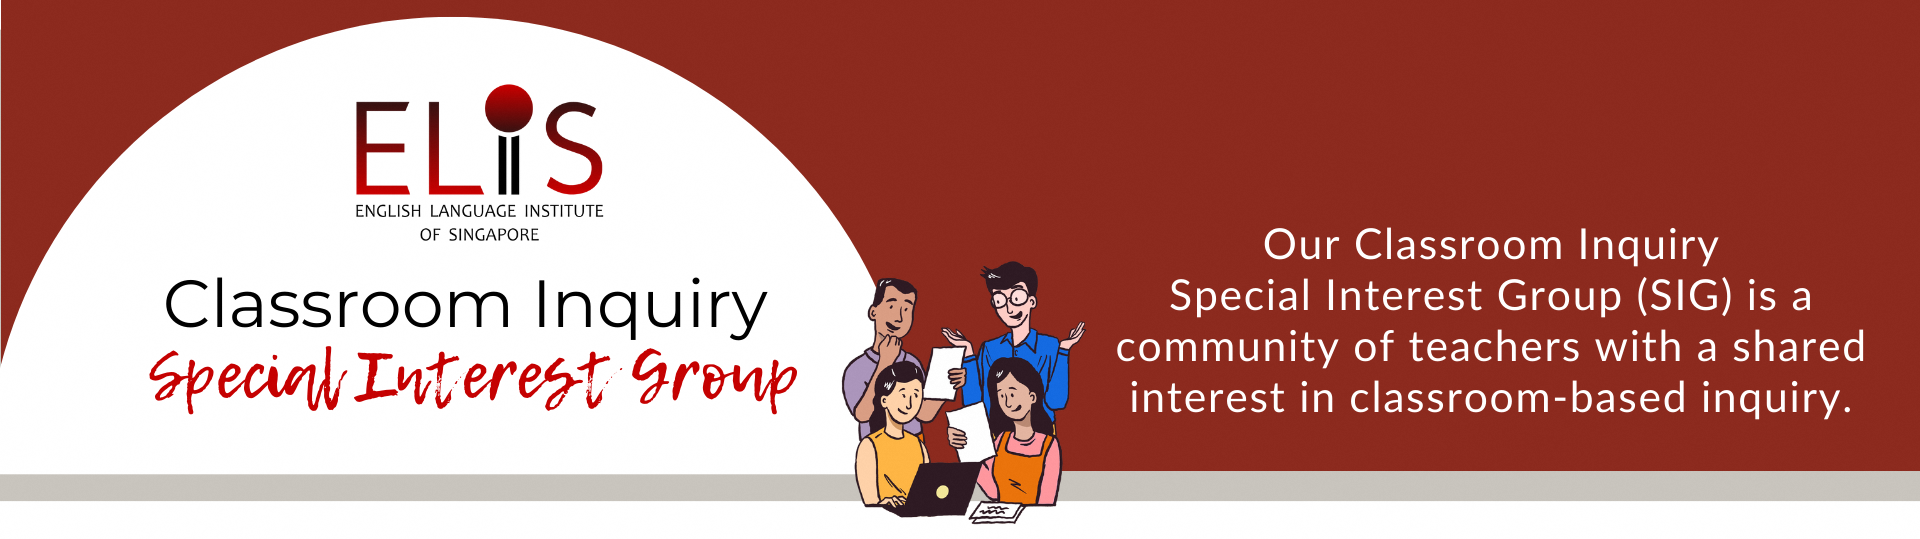 ELiS
ENGLISH LANGUAGE INSTITUTE
OF SINGAPORE
Classroom Inquiry
Special Interest Group
Our Classroom Inquiry
Special Interest Group (SIG) is a
community of teachers with a shared
interest in classroom-based inquiry.